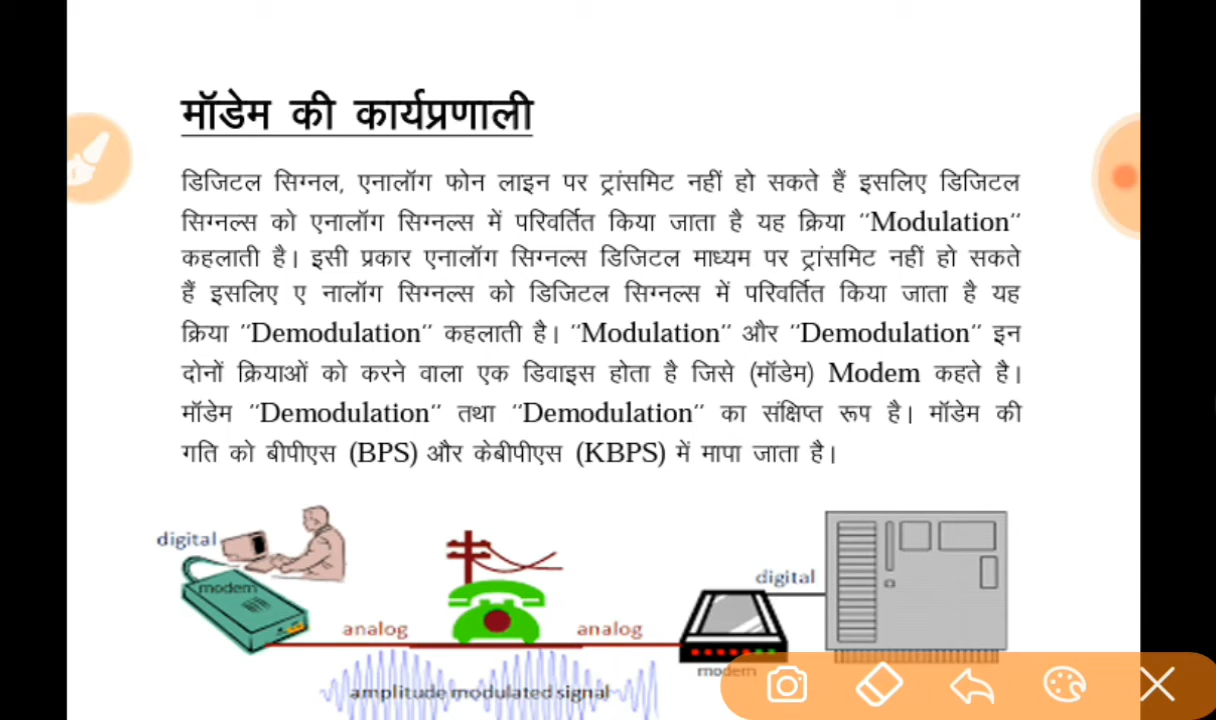 मॉडेम की कार्यप्रणाली
डिजिटल सिग्नल, एनालॉग फोन लाइन पर ट्रांसमिट नहीं हो सकते हैं इसलिए डिजिटल
सिग्नल्स को एनालॉग सिग्नल्स में परिवर्तित किया जाता है यह क्रिया "Modulation"
कहलाती है। इसी प्रकार एनालॉग सिग्नल्स डिजिटल माध्यम पर ट्रांसमिट नहीं हो सकते
हैं इसलिए ए नालॉग सिग्नल्स को डिजिटल सिग्नल्स में परिवर्तित किया जाता है यह
क्रिया "Demodulation" कहलाती है। "Modulation" और "Demodulation" इन
दोनों क्रियाओं को करने वाला एक डिवाइस होता है जिसे (मॉडेम) Modem कहते है।
मॉडेम "Demodulation" तथा "Demodulation" का संक्षिप्त रूप है। मॉडेम की
गति को बीपीएस (BPS) और केबीपीएस (KBPS) में मापा जाता है।
digital
modem
analog
analog
digital
modem
amplitude modulated signal